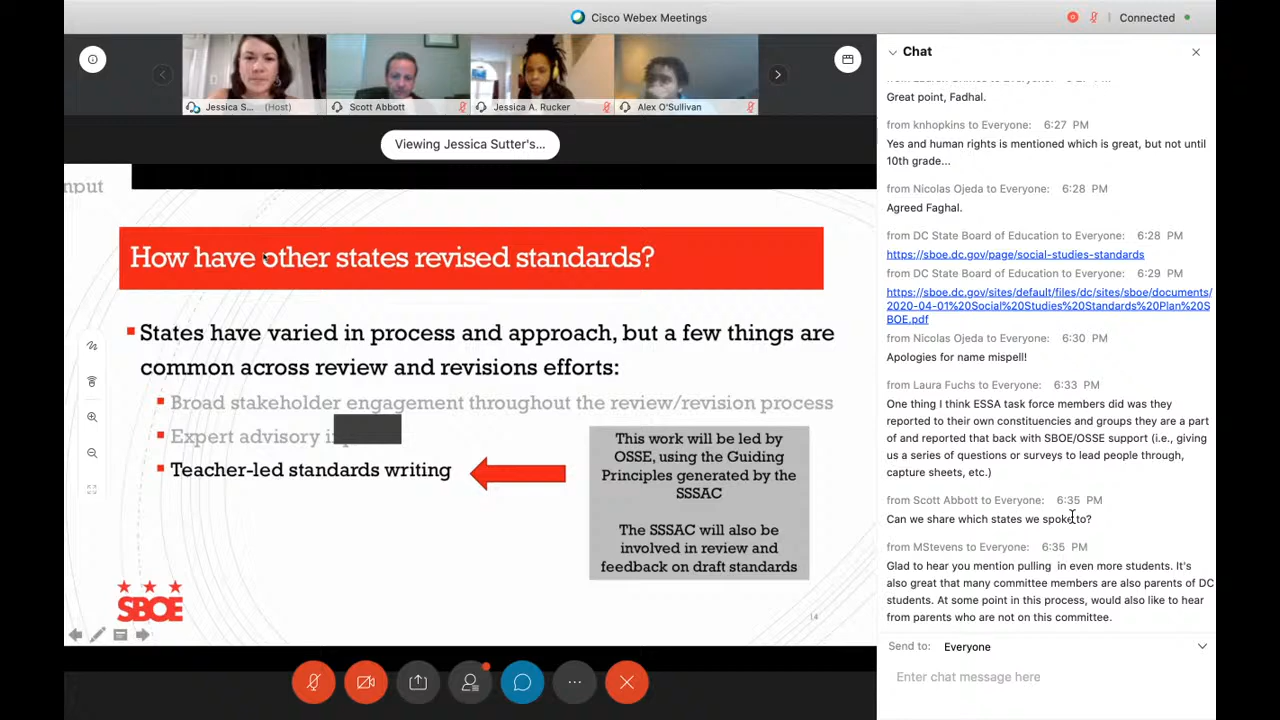 Cisco Webex Meetings
Connected
Jessica S... (Host)
Scott Abbott
Jessica A. Rucker
Alex O'Sullivan
Viewing Jessica Sutter's...
nput
How have other states revised standards?
States have varied in process and approach, but a few things are
common across review and revisions efforts:
Broad stakeholder engagement throughout the review/revision process
Expert advisory
Teacher-led standards writing
This work will be led by
OSSE, using the Guiding
Principles generated by the
SSSAC
The SSSAC will also be
involved in review and
feedback on draft standards
SBOE
14
Chat
Great point, Fadhal.
from knhopkins to Everyone: 6:27 PM
Yes and human rights is mentioned which is great, but not until
10th grade...
from Nicolas Ojeda to Everyone: 6:28 PM
Agreed Faghal.
from DC State Board of Education to Everyone: 6:28 PM
https://sboe.dc.gov/page/social-studies-standards
from DC State Board of Education to Everyone: 6:29 PM
https://sboe.dc.gov/sites/default/files/dc/sites/sboe/documents/
2020-04-01%20Social%20Studies%20Standards%20Plan%20S
BOE.pdf
from Nicolas Ojeda to Everyone: 6:30 PM
Apologies for name mispell!
from Laura Fuchs to Everyone: 6:33 PM
One thing I think ESSA task force members did was they
reported to their own constituencies and groups they are a part
of and reported that back with SBOE/OSSE support (i.e., giving
us a series of questions or surveys to lead people through,
capture sheets, etc.)
from Scott Abbott to Everyone: 6:35 PM
Can we share which states we spoke to?
from MStevens to Everyone: 6:35 PM
Glad to hear you mention pulling in even more students. It's
also great that many committee members are also parents of DC
students. At some point in this process, would also like to hear
from parents who are not on this committee.
Send to: Everyone
Enter chat message here